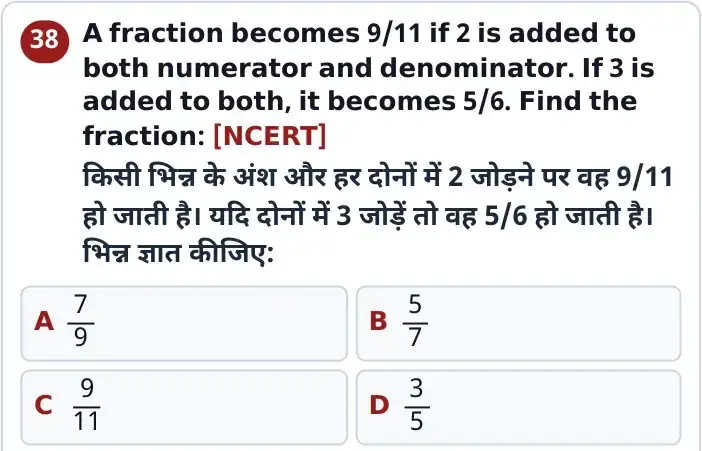 38 A fraction becomes 9/11 if 2 is added to
both numerator and denominator. If 3 is
added to both, it becomes 5/6. Find the
fraction: [NCERT]
किसी भिन्न के अंश और हर दोनों में 2 जोड़ने पर वह 9/11
हो जाती है। यदि दोनों में 3 जोड़ें तो वह 5/6 हो जाती है।
भिन्न ज्ञात कीजिए:
A 7/9 B 5/7
C 9/11 D 3/5